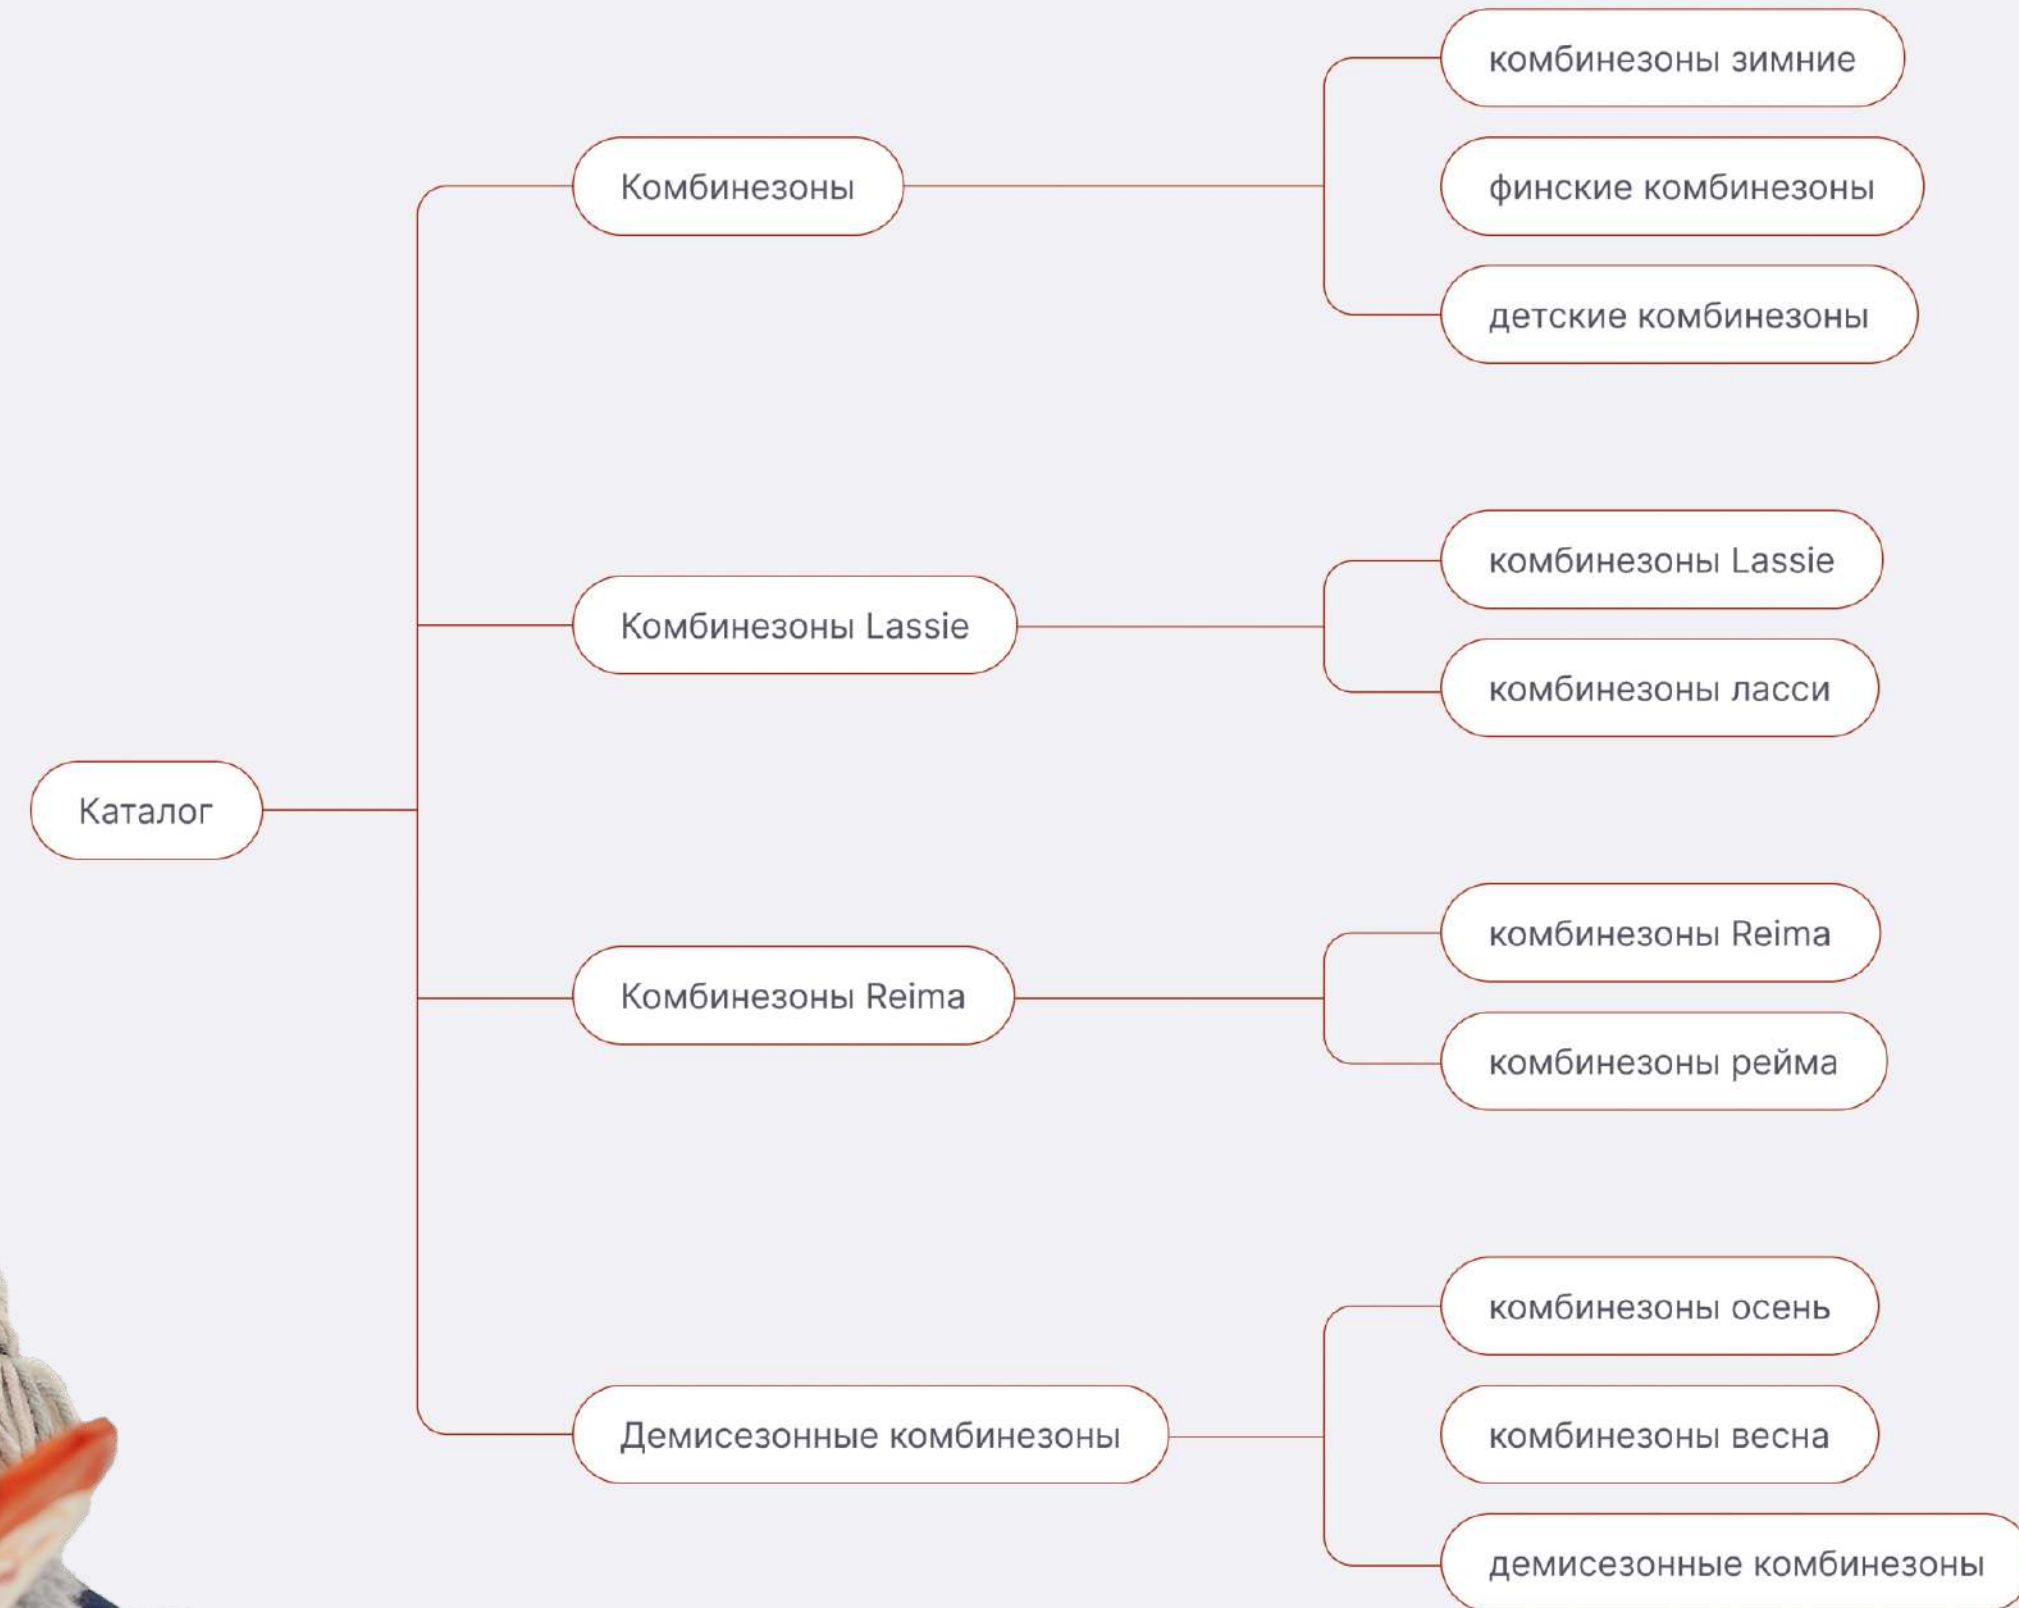 Каталог
Комбинезоны
комбинезоны зимние
финские комбинезоны
детские комбинезоны
Комбинезоны Lassie
комбинезоны Lassie
комбинезоны ласси
Комбинезоны Reima
комбинезоны Reima
комбинезоны рейма
Демисезонные комбинезоны
комбинезоны осень
комбинезоны весна
демисезонные комбинезоны